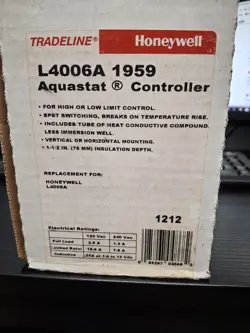 TRADELINE® Honeywell
L4006A 1959
Aquastat ® Controller
• FOR HIGH OR LOW LIMIT CONTROL.
• SPST SWITCHING, BREAKS ON TEMPERATURE RISE.
• INCLUDES TUBE OF HEAT CONDUCTIVE COMPOUND.
LESS IMMERSION WELL.
• VERTICAL OR HORIZONTAL MOUNTING.
• 1-1/2 IN. (76 MM) INSULATION DEPTH.
REPLACEMENT FOR:
HONEYWELL
L4006A
1212
Electrical Ratings:
120 Vac 240 Vac
Full Load
Locked Rotor
Inductive